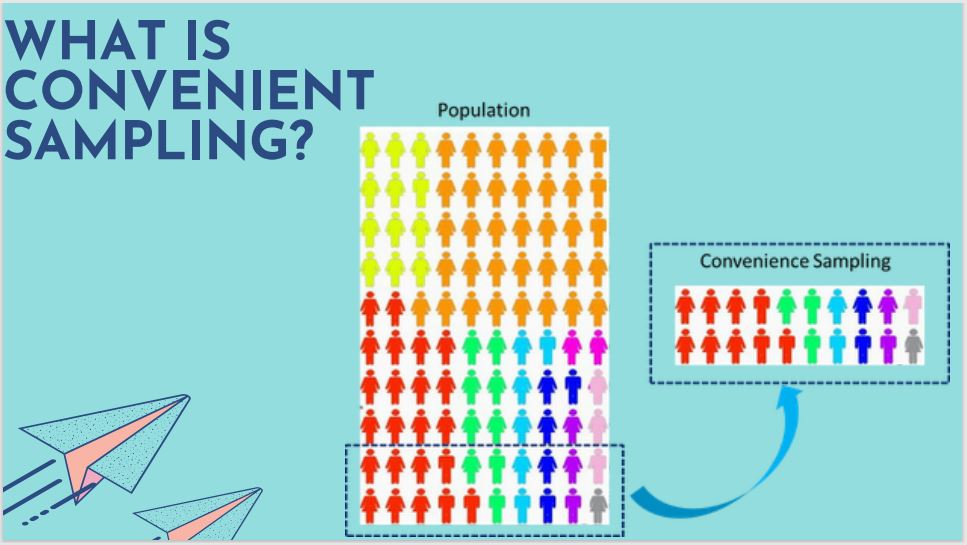 WHAT IS
CONVENIENT
SAMPLING?
Population
Convenience Sampling